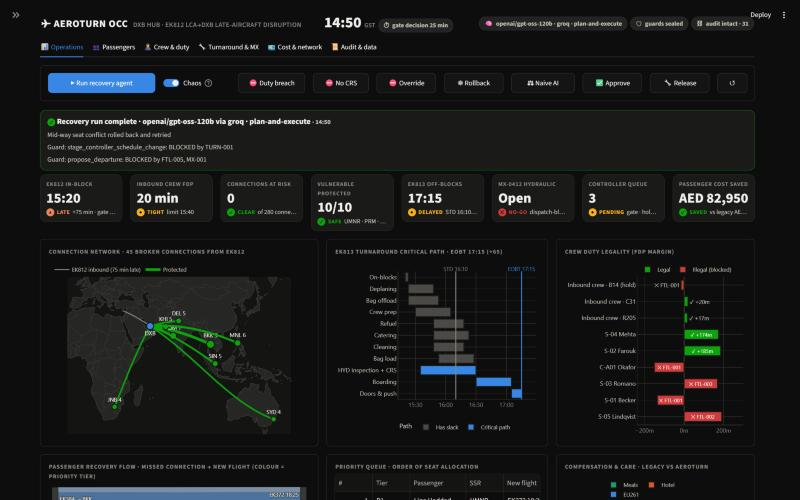 Deploy
AEROTURN OCC DXB HUB · EK812 LCA→DXB LATE-AIRCRAFT DISRUPTION 14:50 GST gate decision 25 min openai/gpt-oss-120b · groq · plan-and-execute guards sealed audit intact · 31
Operations Passengers Crew & duty Turnaround & MX Cost & network Audit & data
Run recovery agent Chaos Duty breach No CRS Override Rollback Naive AI Approve Release
Recovery run complete · openai/gpt-oss-120b via groq · plan-and-execute · 14:50
Mid-way seat conflict rolled back and retried
Guard: stage_controller_schedule_change: BLOCKED by TURN-001
Guard: propose_departure: BLOCKED by FTL-005, MX-001
EK812 IN-BLOCK
15:20
LATE +75 min · gate ...
INBOUND CREW FDP
20 min
TIGHT limit 15:40
CONNECTIONS AT RISK
0
CLEAR of 280 conne...
VULNERABLE PROTECTED
10/10
SAFE UMNR · PRM · ...
EK813 OFF-BLOCKS
17:15
DELAYED STD 16:10...
MX-0412 HYDRAULIC
Open
NO-GO dispatch-bl...
CONTROLLER QUEUE
3
PENDING gate · hol...
PASSENGER COST SAVED
AED 82,950
SAVED vs legacy AE...
CONNECTION NETWORK · 45 BROKEN CONNECTIONS FROM EK812
EK812 inbound (75 min late) Protected
DEL 5
DXB
MNL 6
SIN 5
JNB 4
SYD 4
EK813 TURNAROUND CRITICAL PATH · EOBT 17:15 (+65)
STD 16:10 EOBT 17:15
On-blocks
Deplaning
Bag offload
Crew prep
Refuel
Catering
Cleaning
Bag load
HYD inspection + CRS
Boarding
Doors & push
15:30 16:00 16:30 17:00
Path Has slack Critical path
CREW DUTY LEGALITY (FDP MARGIN)
Legal Illegal (blocked)
Inbound crew · B14 (hold) ✕ FTL-001
Inbound crew · C31 ✓ +20m
Inbound crew · R205 ✓ +17m
S-04 Mehta ✓ +174m
S-02 Farouk ✓ +185m
C-A01 Okafor ✕ FTL-001
S-03 Romano ✕ FTL-003
S-01 Becker ✕ FTL-001
S-05 Lindqvist ✕ FTL-002
−200m 0m 200m
PASSENGER RECOVERY FLOW · MISSED CONNECTION → NEW FLIGHT (COLOUR = PRIORITY TIER)
EK372 18:25
PRIORITY QUEUE · ORDER OF SEAT ALLOCATION
# Tier Passenger SSR New flight
COMPENSATION & CARE · LEGACY VS AEROTURN
Meals Hotel
EU261